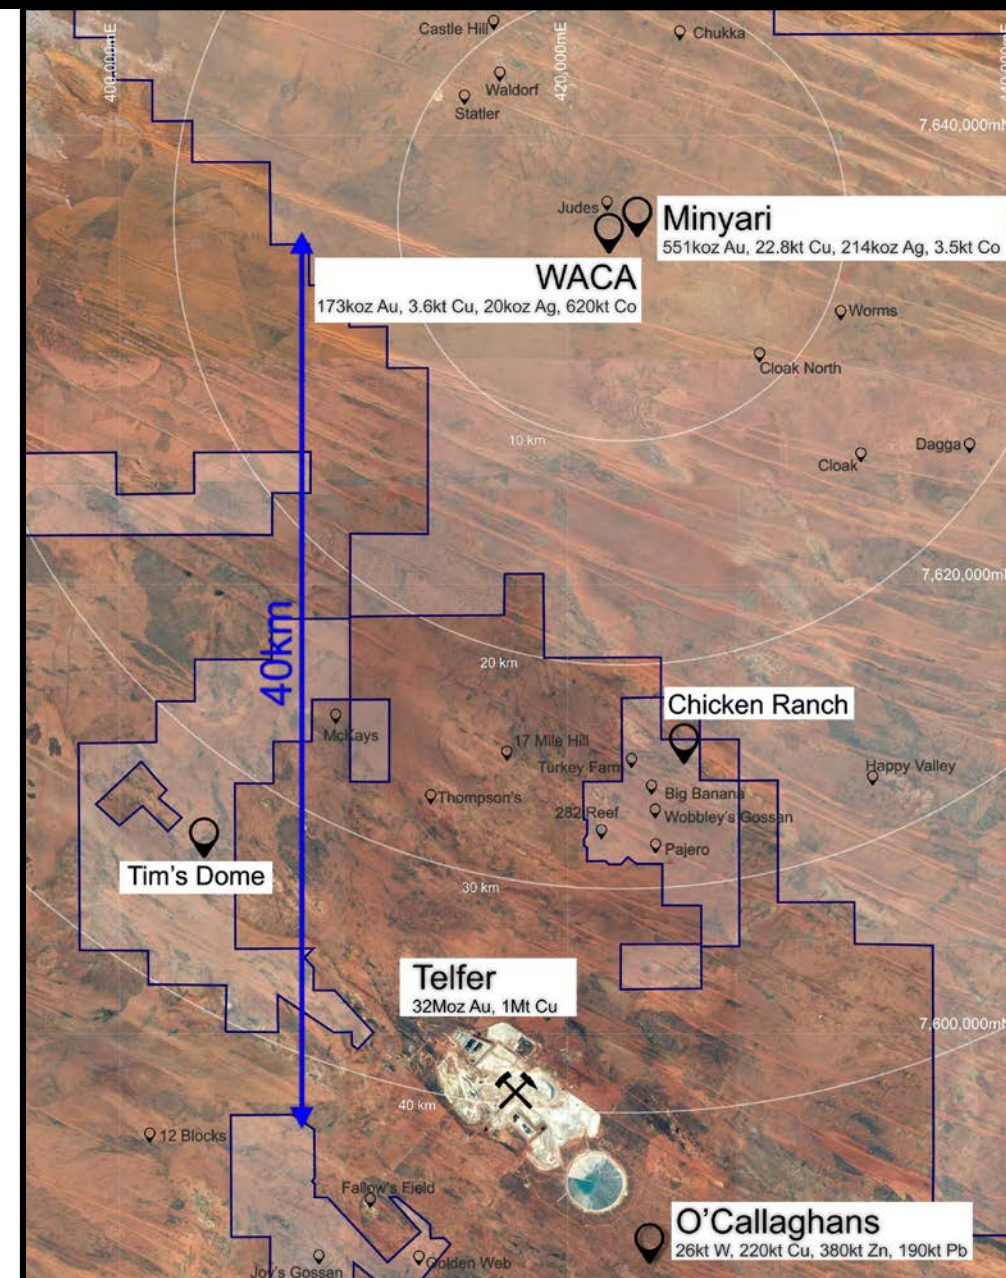 400,000mE
420,000mE
Castle Hill
Chukka
Waldorf
Statler
7,640,000mN
Judes
Minyari
551koz Au, 22.8kt Cu, 214koz Ag, 3.5kt Co
WACA
173koz Au, 3.6kt Cu, 20koz Ag, 620kt Co
Worms
Cloak North
10 km
Dagga
Cloak
7,620,000m
40km
20 km
Chicken Ranch
McKays
17 Mile Hill
Turkey Farm
Happy Valley
Thompson's
Big Banana
282 Reef
Wobbley's Gossan
Pajero
Tim's Dome
30 km
Telfer
32Moz Au, 1Mt Cu
7,600,000mN
40 km
12 Blocks
Fallow's Field
O'Callaghans
26kt W, 220kt Cu, 380kt Zn, 190kt Pb
Joy's Gossan
Golden Web